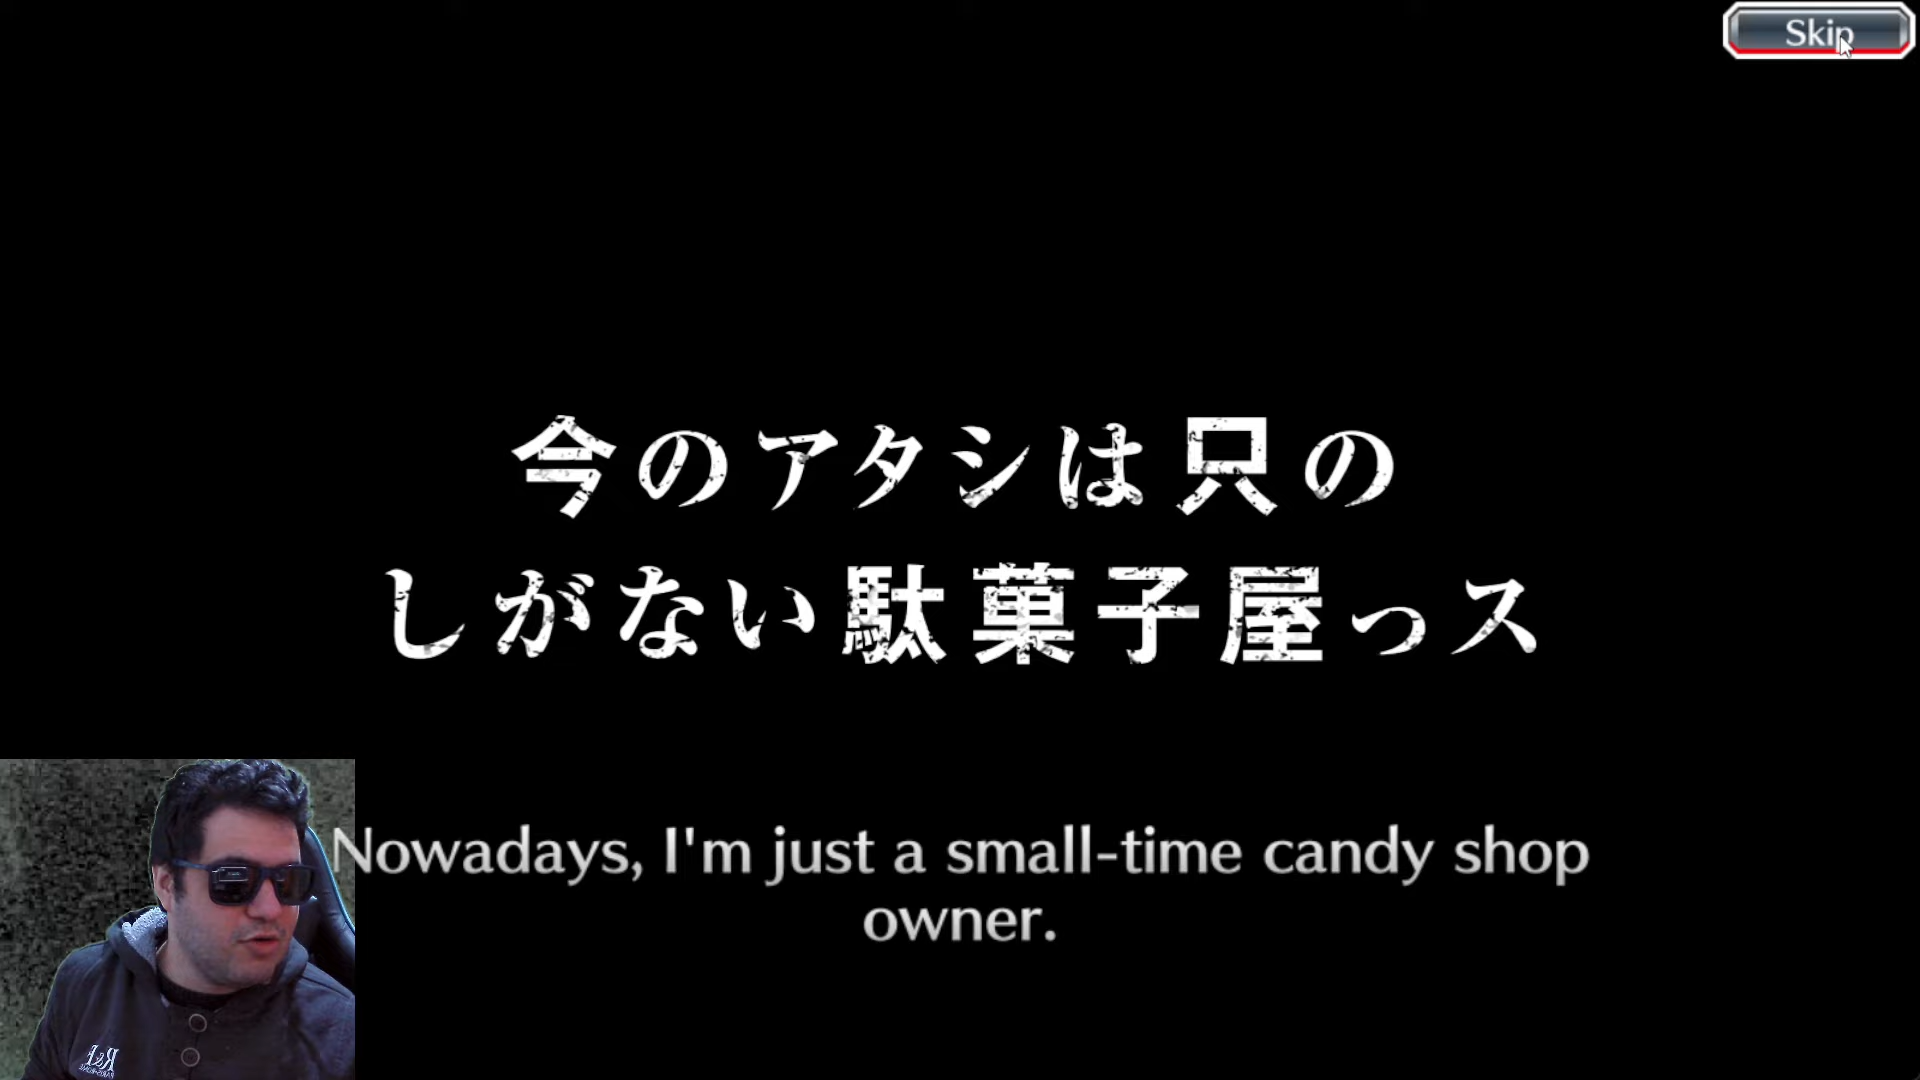 Skip
今のアタシは只の
しがない駄菓子屋っス
Nowadays, I'm just a small-time candy shop
owner.